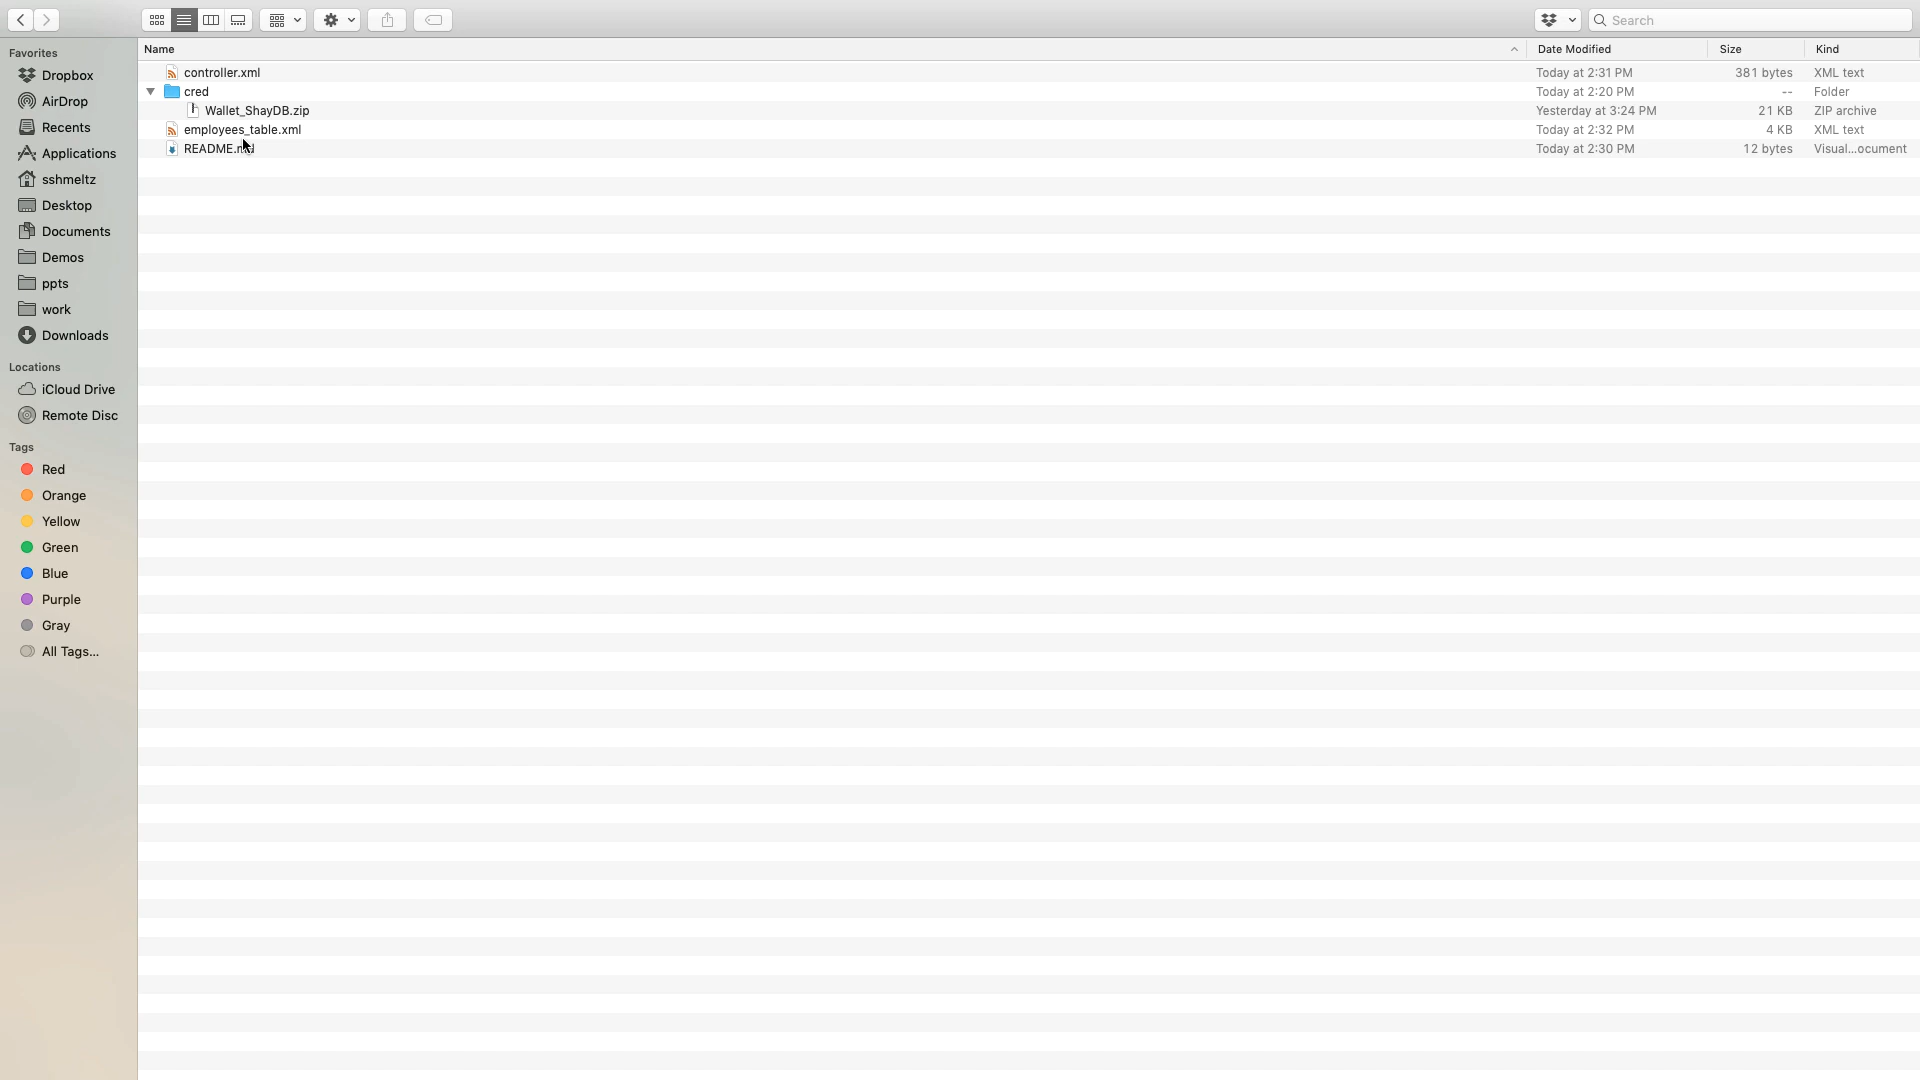 Search
Favorites
Dropbox
AirDrop
Recents
Applications
sshmeltz
Desktop
Documents
Demos
ppts
work
Downloads
Locations
iCloud Drive
Remote Disc
Tags
Red
Orange
Yellow
Green
Blue
Purple
Gray
All Tags...
Name Date Modified Size Kind
controller.xml Today at 2:31 PM 381 bytes XML text
cred Today at 2:20 PM -- Folder
Wallet_ShayDB.zip Yesterday at 3:24 PM 21 KB ZIP archive
employees_table.xml Today at 2:32 PM 4 KB XML text
README.md Today at 2:30 PM 12 bytes Visual...ocument